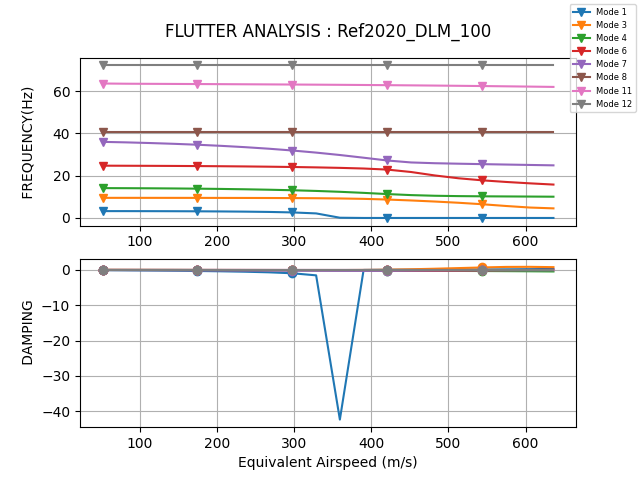 FLUTTER ANALYSIS : Ref2020_DLM_100
Mode 1
Mode 3
Mode 4
Mode 6
Mode 7
Mode 8
Mode 11
Mode 12
FREQUENCY(Hz)
60
40
20
0
100 200 300 400 500 600
DAMPING
0
−10
−20
−30
−40
100 200 300 400 500 600
Equivalent Airspeed (m/s)